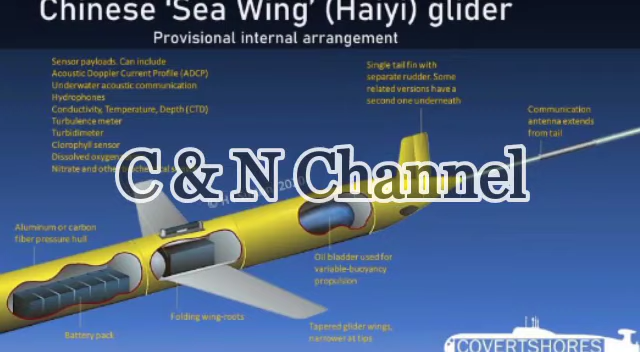 Chinese 'Sea Wing' (Haiyi) glider
Provisional internal arrangement
Sensor payloads. Can include
Acoustic Doppler Current Profile (ADCP)
Underwater acoustic communication
Hydrophones
Conductivity, Temperature, Depth (CTD)
Turbulence meter
Turbidimeter
Clorophyll sensor
Dissolved oxygen
Nitrate and other
Single tail fin with
separate rudder. Some
related versions have a
second one underneath
Communication
antenna extends
from tail
C & N Channel
Aluminum or carbon
fiber pressure hull
Oil bladder used for
variable-buoyancy
propulsion
Folding wing-roots
Battery pack
Tapered glider wings,
narrower at tips
COVERTSHORES